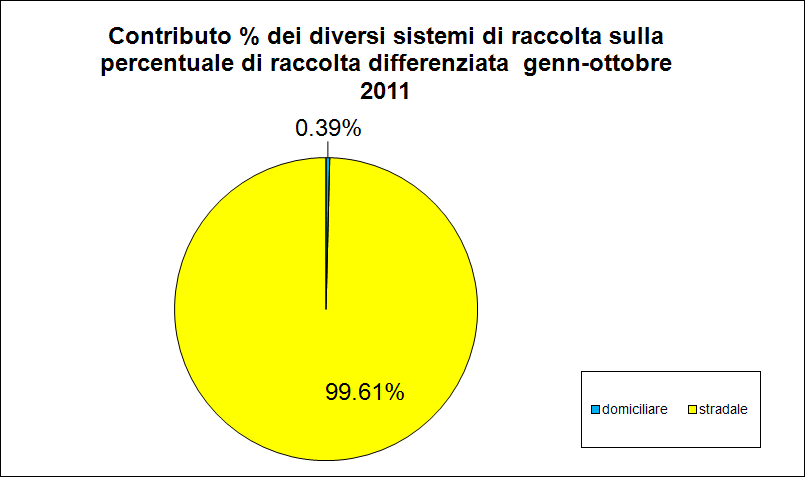 Contributo % dei diversi sistemi di raccolta sulla
percentuale di raccolta differenziata  genn-ottobre
2011
0.39%
99.61%
domiciliare stradale